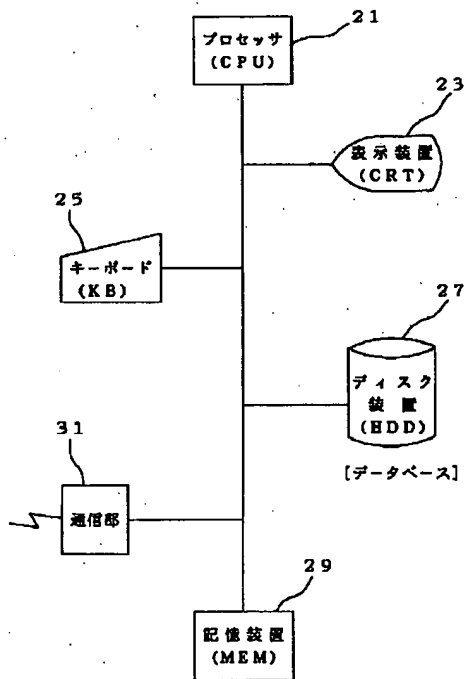 21
プロセッサ
(CPU)
23
表示装置
(CRT)
25
キーボード
(KB)
27
ディスク
装置
(HDD)
[データベース]
31
通信部
29
記憶装置
(MEM)